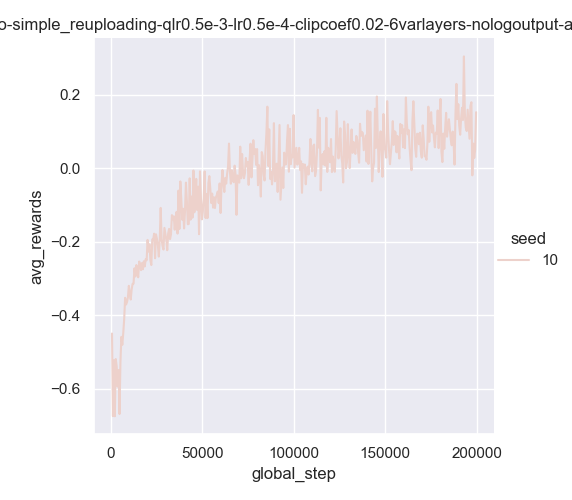 o-simple_reuploading-qlr0.5e-3-lr0.5e-4-clipcoef0.02-6varlayers-nologoutput-a
0.2
0.0
−0.2
−0.4
−0.6
avg_rewards
0
50000
100000
150000
200000
global_step
seed
10